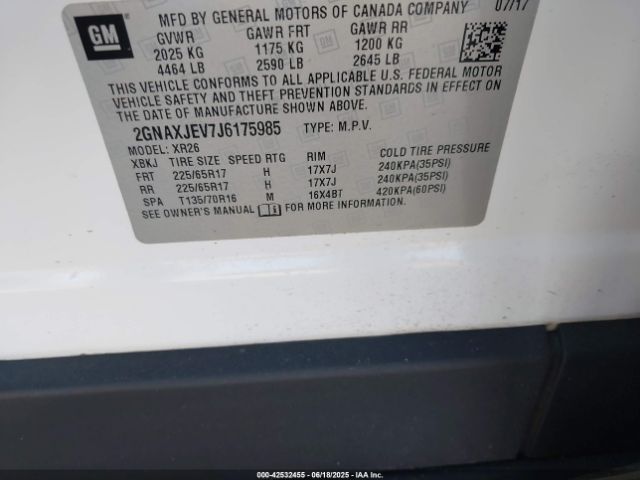 GM
MFD BY GENERAL MOTORS OF CANADA COMPANY 07/17
GVWR GAWR FRT GAWR RR
2025 KG 1175 KG 1200 KG
4464 LB 2590 LB 2645 LB
THIS VEHICLE CONFORMS TO ALL APPLICABLE U.S. FEDERAL MOTOR
VEHICLE SAFETY AND THEFT PREVENTION STANDARDS IN EFFECT ON
THE DATE OF MANUFACTURE SHOWN ABOVE.
2GNAXJEV7J6175985 TYPE: M.P.V.
MODEL: XR26
XBKJ TIRE SIZE SPEED RTG RIM COLD TIRE PRESSURE
FRT 225/65R17 H 17X7J 240KPA(35PSI)
RR 225/65R17 H 17X7J 240KPA(35PSI)
SPA T135/70R16 M 16X4BT 420KPA(60PSI)
SEE OWNER'S MANUAL FOR MORE INFORMATION
000-42532455 - 06/18/2025 - IAA, Inc.